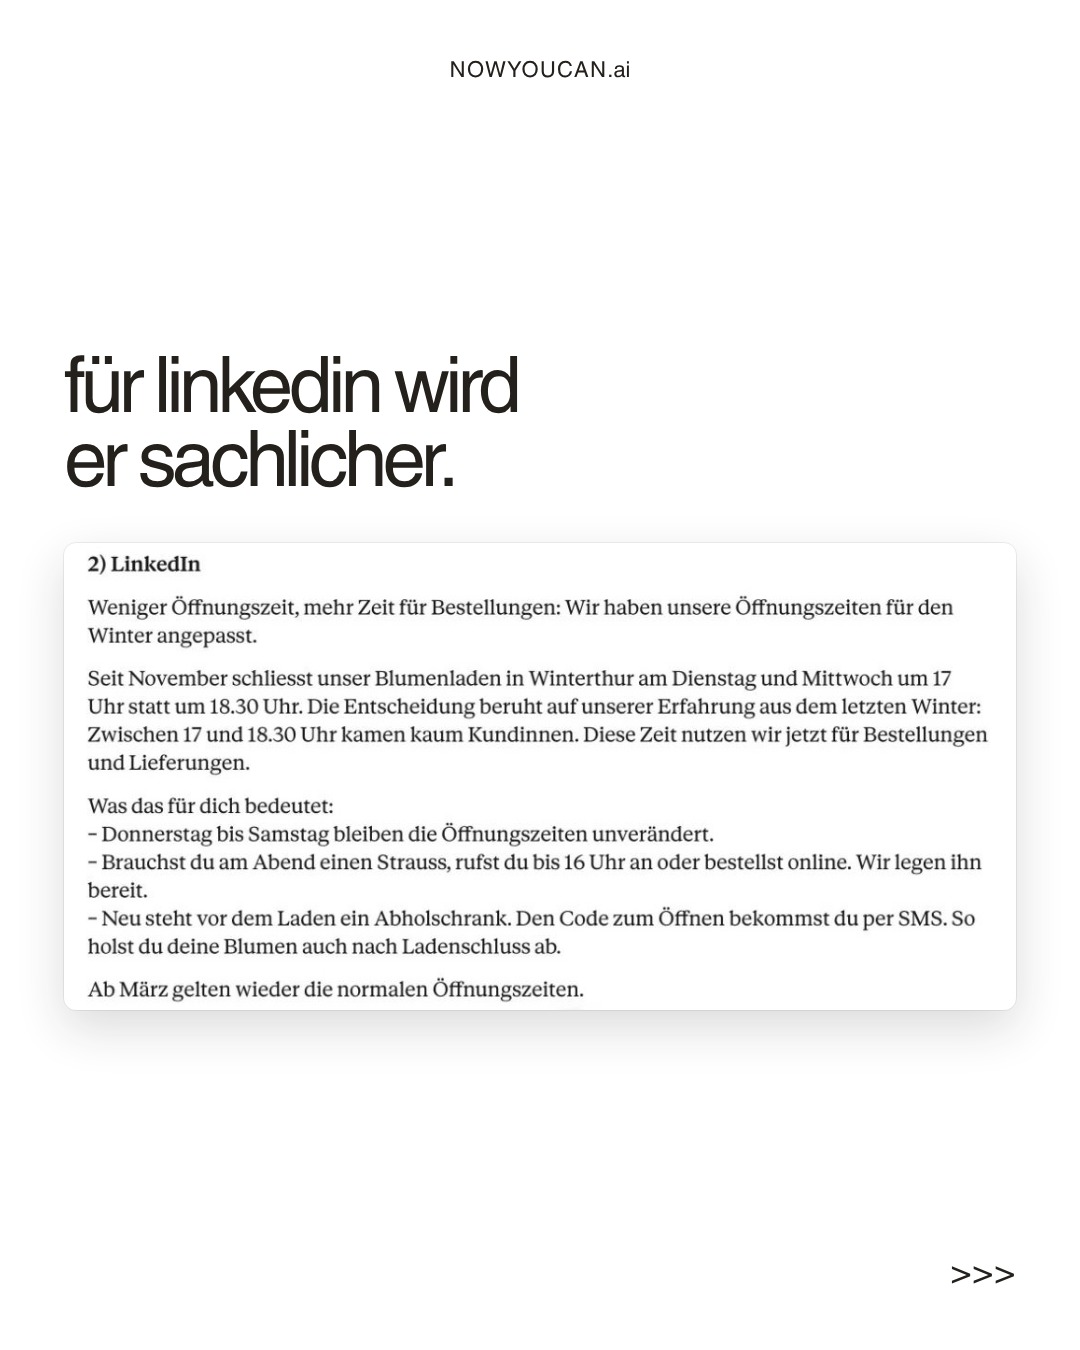 NOWYOUCAN.ai
für linkedin wird
er sachlicher.
2) LinkedIn
Weniger Öffnungszeit, mehr Zeit für Bestellungen: Wir haben unsere Öffnungszeiten für den
Winter angepasst.
Seit November schliesst unser Blumenladen in Winterthur am Dienstag und Mittwoch um 17
Uhr statt um 18.30 Uhr. Die Entscheidung beruht auf unserer Erfahrung aus dem letzten Winter:
Zwischen 17 und 18.30 Uhr kamen kaum Kundinnen. Diese Zeit nutzen wir jetzt für Bestellungen
und Lieferungen.
Was das für dich bedeutet:
– Donnerstag bis Samstag bleiben die Öffnungszeiten unverändert.
– Brauchst du am Abend einen Strauss, rufst du bis 16 Uhr an oder bestellst online. Wir legen ihn
bereit.
– Neu steht vor dem Laden ein Abholschrank. Den Code zum Öffnen bekommst du per SMS. So
holst du deine Blumen auch nach Ladenschluss ab.
Ab März gelten wieder die normalen Öffnungszeiten.
>>>